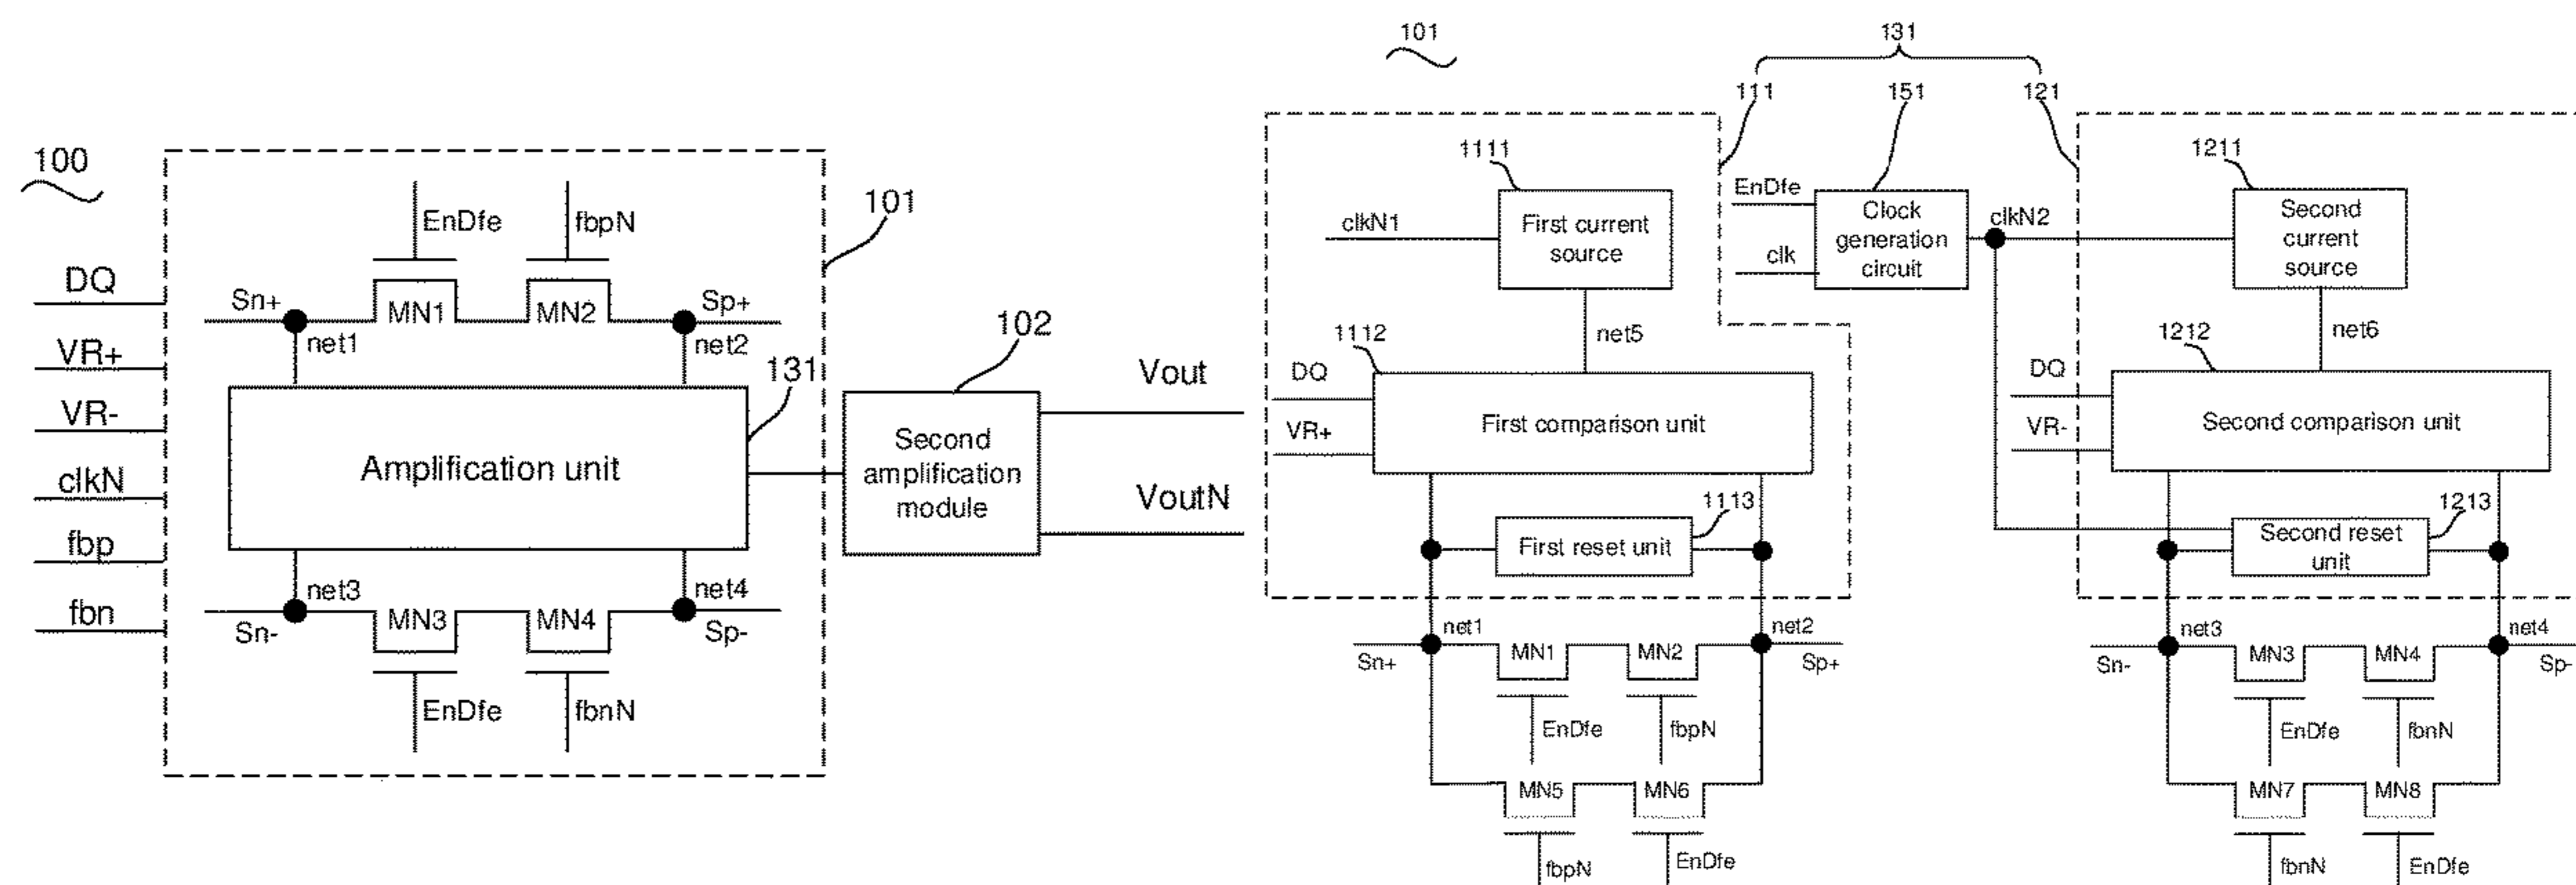 100
DQ
VR+
VR-
clkN
fbp
fbn
EnDfe
fbpN
101
Sn+
MN1
MN2
Sp+
net1
net2
131
Amplification unit
net3
net4
Sn-
MN3
MN4
Sp-
EnDfe
fbnN
102
Second
amplification
module
Vout
VoutN
101
131
111
151
121
1111
First current
source
clkN1
EnDfe
clk
Clock
generation
circuit
clkN2
1211
Second
current
source
net5
net6
1112
DQ
VR+
First comparison unit
1212
DQ
VR-
Second comparison unit
1113
First reset unit
1213
Second reset
unit
net1
net2
Sn+
MN1
MN2
Sp+
EnDfe
fbpN
MN5
MN6
fbpN
EnDfe
net3
net4
Sn-
MN3
MN4
Sp-
EnDfe
fbnN
MN7
MN8
fbnN
EnDfe